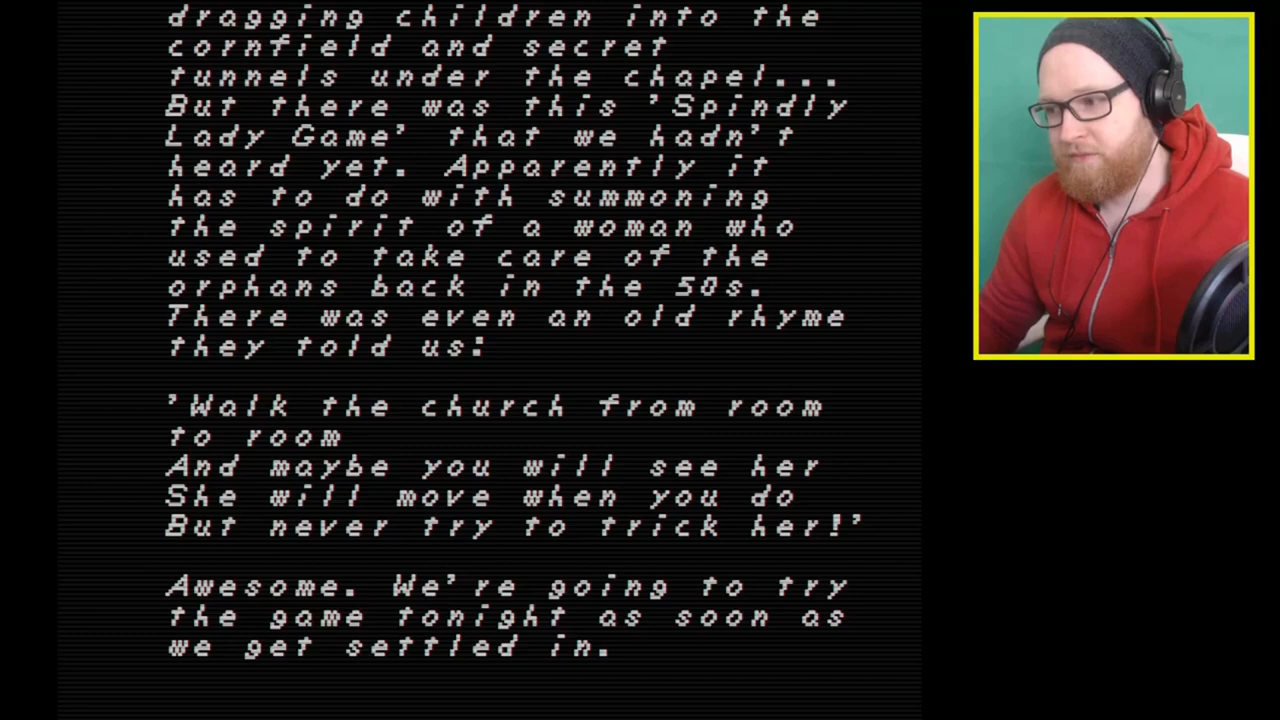 dragging children into the
cornfield and secret
tunnels under the chapel...
But there was this 'Spindly
Lady Game' that we hadn't
heard yet. Apparently it
has to do with summoning
the spirit of a woman who
used to take care of the
orphans back in the 50s.
There was even an old rhyme
they told us:
'Walk the church from room
to room
And maybe you will see her
She will move when you do
But never try to trick her!'
Awesome. We're going to try
the game tonight as soon as
we get settled in.